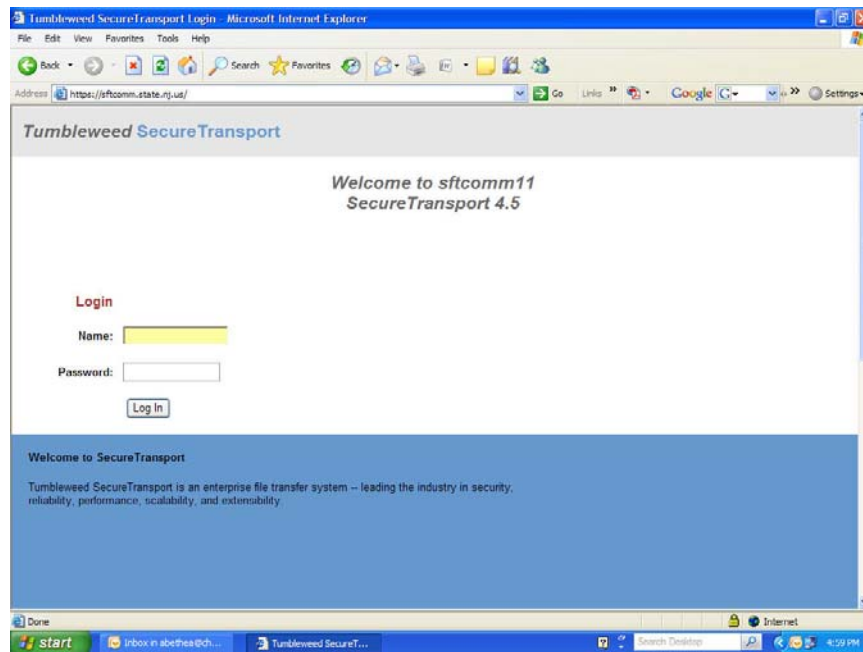 Tumbleweed SecureTransport Login - Microsoft Internet Explorer
File Edit View Favorites Tools Help
Back Search Favorites
Address https://sftcomm.state.nj.us/ Go Links » Google G » Settings
Tumbleweed SecureTransport
Welcome to sftcomm11
SecureTransport 4.5
Login
Name:
Password:
Log In
Welcome to SecureTransport
Tumbleweed SecureTransport is an enterprise file transfer system -- leading the industry in security,
reliability, performance, scalability, and extensibility.
Done Internet
start Inbox in abethea@ch... Tumbleweed SecureT... Search Desktop 4:59 PM